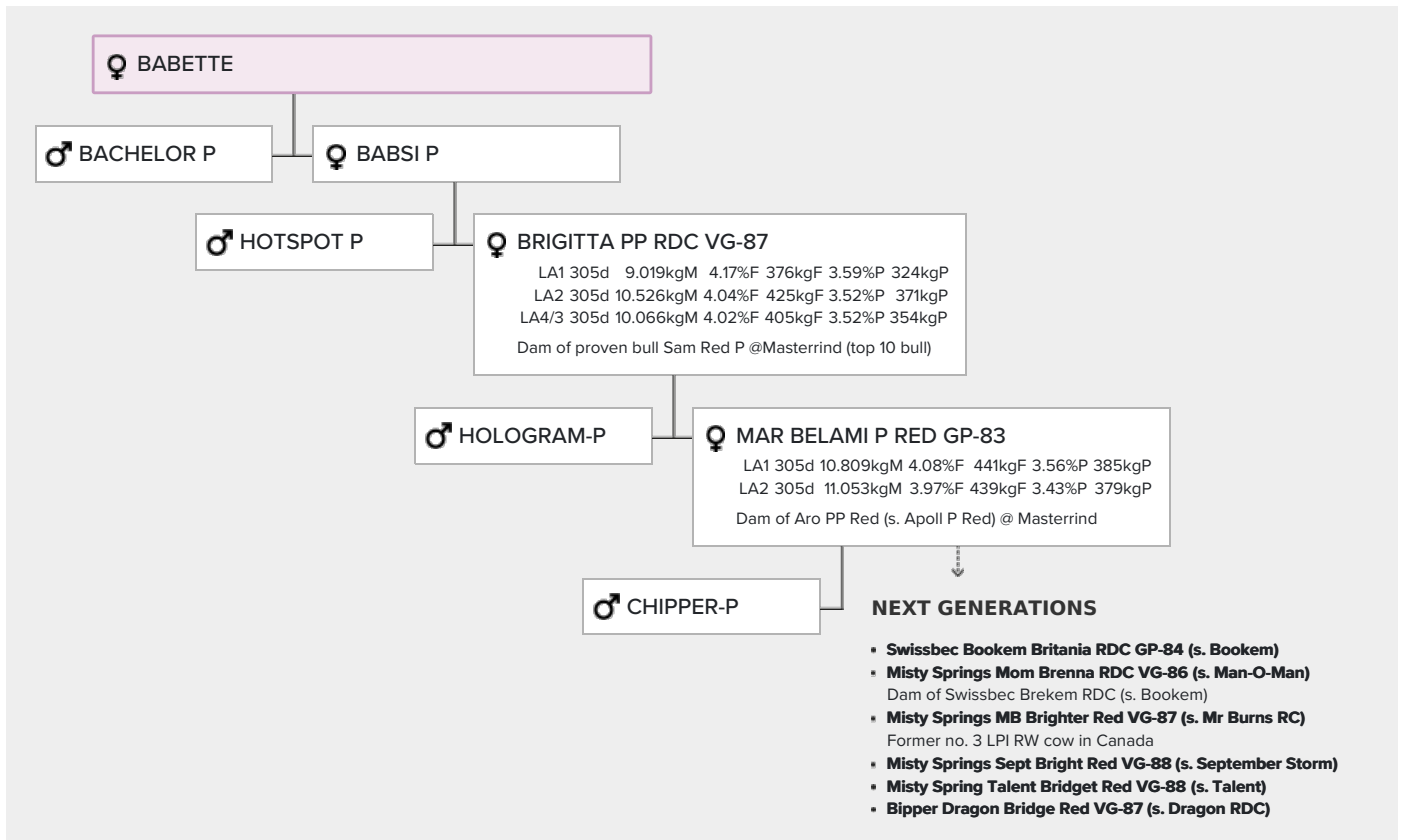 BABETTE
BACHELOR P
BABSI P
HOTSPOT P
BRIGITTA PP RDC VG-87
LA1 305d 9.019kgM 4.17%F 376kgF 3.59%P 324kgP
LA2 305d 10.526kgM 4.04%F 425kgF 3.52%P 371kgP
LA4/3 305d 10.066kgM 4.02%F 405kgF 3.52%P 354kgP
Dam of proven bull Sam Red P @Masterrind (top 10 bull)
HOLOGRAM-P
MAR BELAMI P RED GP-83
LA1 305d 10.809kgM 4.08%F 441kgF 3.56%P 385kgP
LA2 305d 11.053kgM 3.97%F 439kgF 3.43%P 379kgP
Dam of Aro PP Red (s. Apoll P Red) @ Masterrind
CHIPPER-P
NEXT GENERATIONS
Swissbec Bookem Britania RDC GP-84 (s. Bookem)
Misty Springs Mom Brenna RDC VG-86 (s. Man-O-Man)
Dam of Swissbec Brekem RDC (s. Bookem)
Misty Springs MB Brighter Red VG-87 (s. Mr Burns RC)
Former no. 3 LPI RW cow in Canada
Misty Springs Sept Bright Red VG-88 (s. September Storm)
Misty Spring Talent Bridget Red VG-88 (s. Talent)
Bipper Dragon Bridge Red VG-87 (s. Dragon RDC)